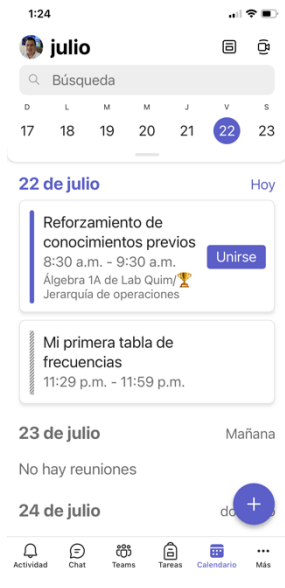 1:24
julio
Búsqueda
D L M M J V S
17 18 19 20 21 22 23
22 de julio Hoy
Reforzamiento de
conocimientos previos
8:30 a.m. - 9:30 a.m.
Unirse
Álgebra 1A de Lab Quim/🏆
Jerarquía de operaciones
Mi primera tabla de
frecuencias
11:29 p.m. - 11:59 p.m.
23 de julio Mañana
No hay reuniones
24 de julio
Actividad Chat Teams Tareas Calendario Más